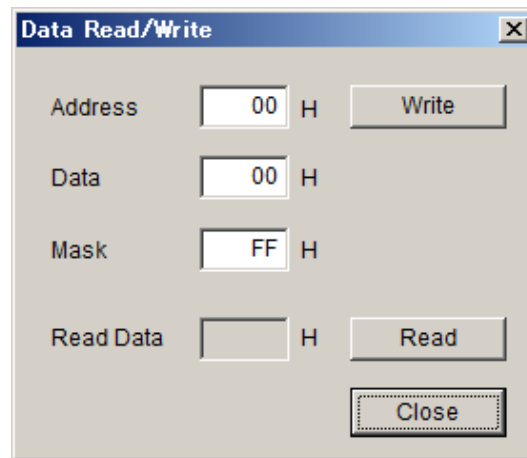 Data Read/Write
Address 00 H Write
Data 00 H
Mask FF H
Read Data H Read
Close